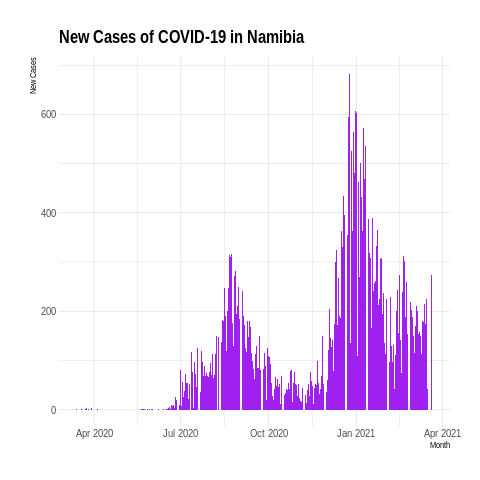 New Cases of COVID-19 in Namibia
New Cases
600
400
200
0
Apr 2020
Jul 2020
Oct 2020
Jan 2021
Apr 2021
Month